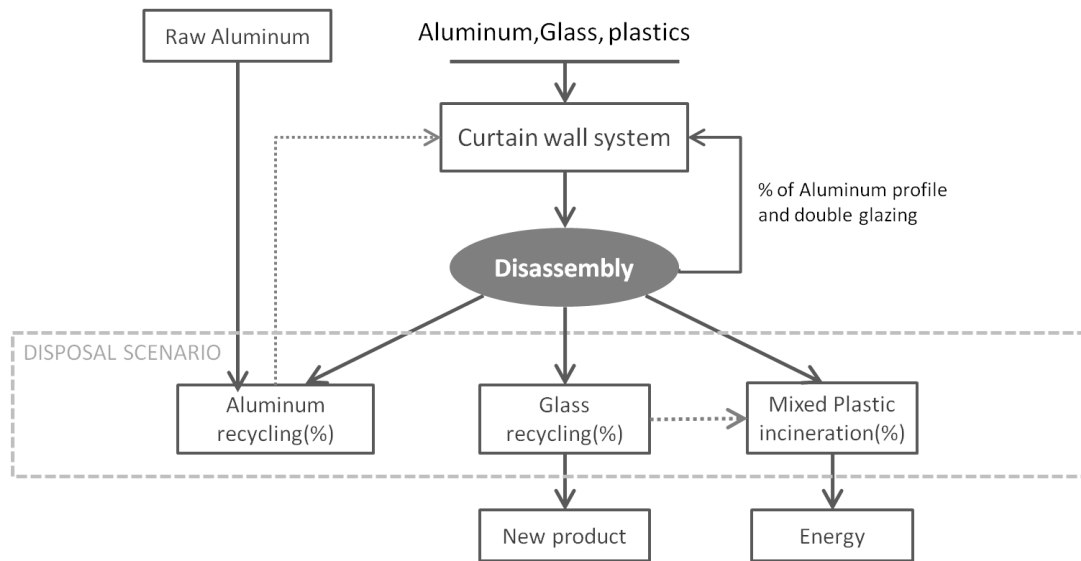 Raw Aluminum
Aluminum,Glass, plastics
Curtain wall system
% of Aluminum profile
and double glazing
Disassembly
DISPOSAL SCENARIO
Aluminum
recycling(%)
Glass
recycling(%)
Mixed Plastic
incineration(%)
New product
Energy